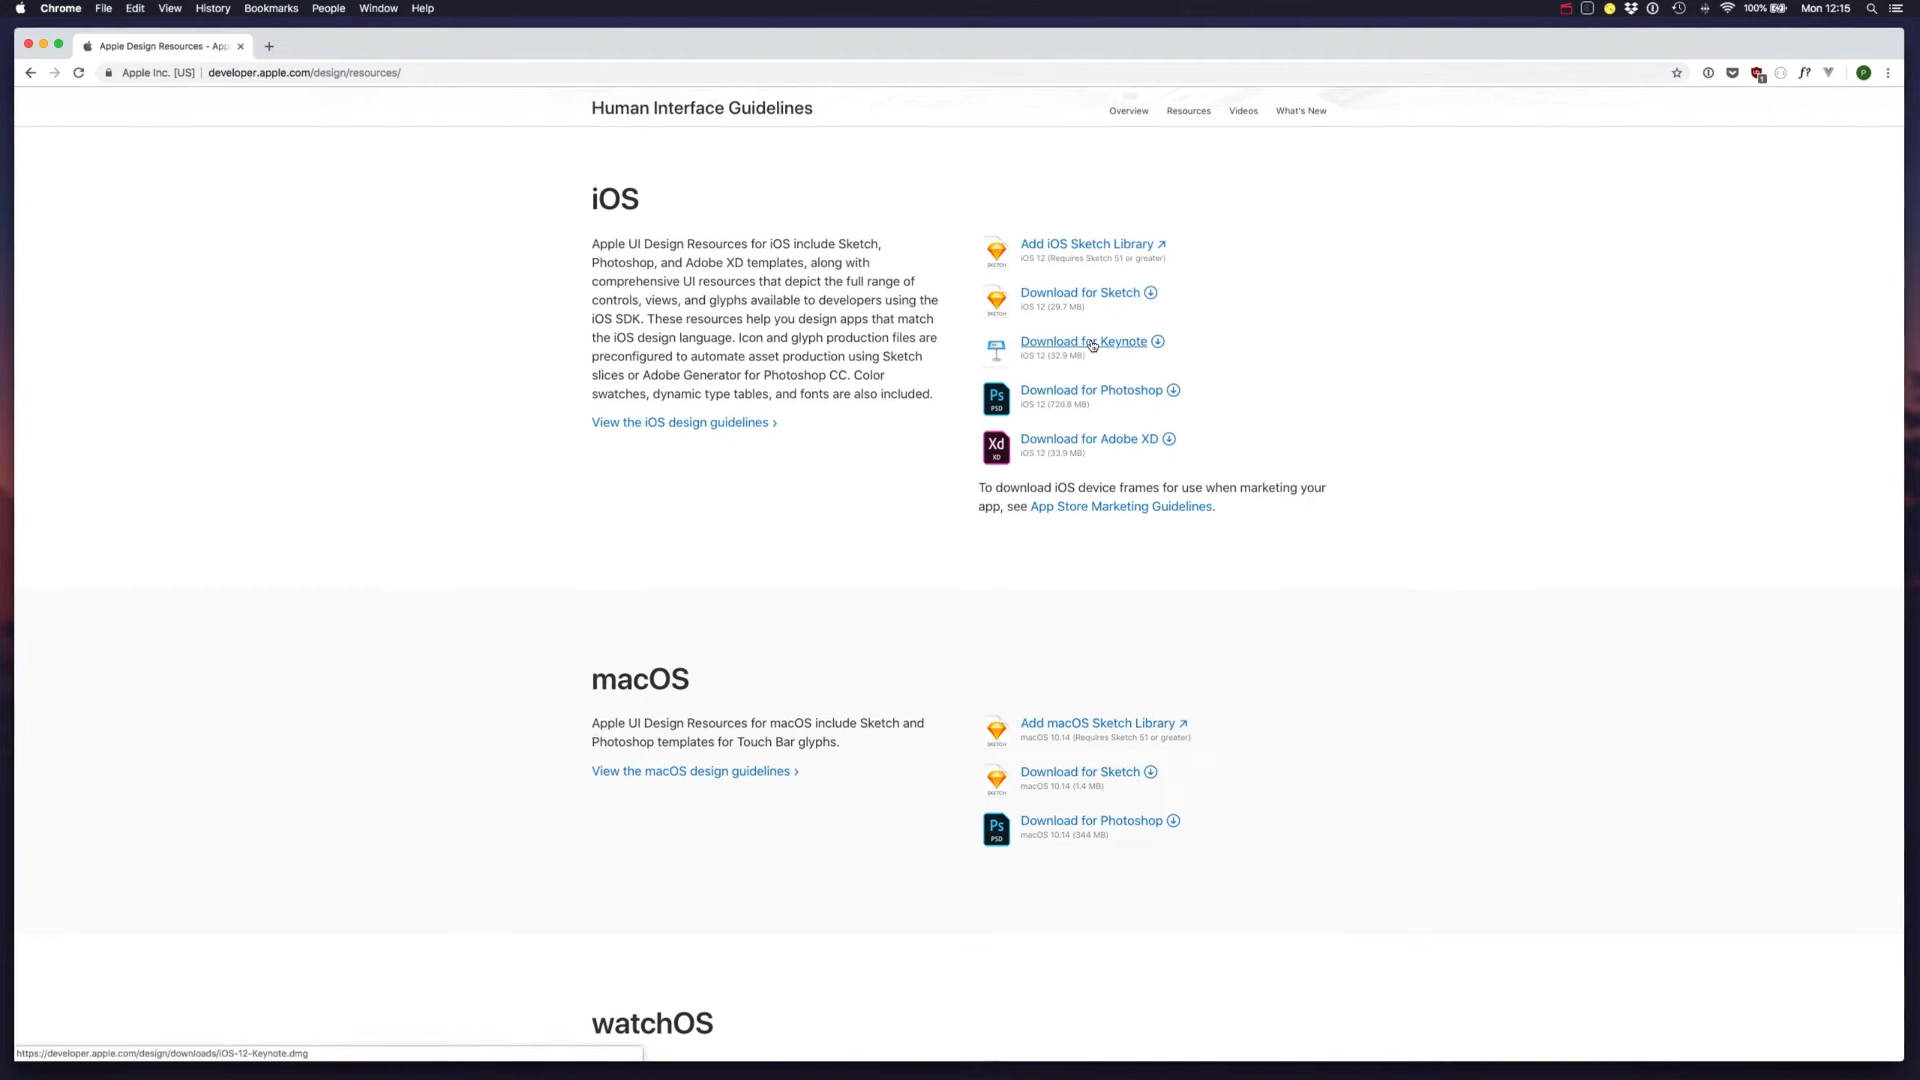 Chrome File Edit View History Bookmarks People Window Help
100% Mon 12:15
Apple Design Resources - App
Apple Inc. [US] developer.apple.com/design/resources/
Human Interface Guidelines
Overview Resources Videos What's New
iOS
Apple UI Design Resources for iOS include Sketch,
Photoshop, and Adobe XD templates, along with
comprehensive UI resources that depict the full range of
controls, views, and glyphs available to developers using the
iOS SDK. These resources help you design apps that match
the iOS design language. Icon and glyph production files are
preconfigured to automate asset production using Sketch
slices or Adobe Generator for Photoshop CC. Color
swatches, dynamic type tables, and fonts are also included.
View the iOS design guidelines ›
SKETCH
Add iOS Sketch Library ↗
iOS 12 (Requires Sketch 51 or greater)
SKETCH
Download for Sketch
iOS 12 (29.7 MB)
Download for Keynote
iOS 12 (32.9 MB)
Ps
PSD
Download for Photoshop
iOS 12 (720.8 MB)
Xd
XD
Download for Adobe XD
iOS 12 (33.9 MB)
To download iOS device frames for use when marketing your
app, see App Store Marketing Guidelines.
macOS
Apple UI Design Resources for macOS include Sketch and
Photoshop templates for Touch Bar glyphs.
View the macOS design guidelines ›
SKETCH
Add macOS Sketch Library ↗
macOS 10.14 (Requires Sketch 51 or greater)
SKETCH
Download for Sketch
macOS 10.14 (1.4 MB)
Ps
PSD
Download for Photoshop
macOS 10.14 (344 MB)
watchOS
https://developer.apple.com/design/downloads/iOS-12-Keynote.dmg